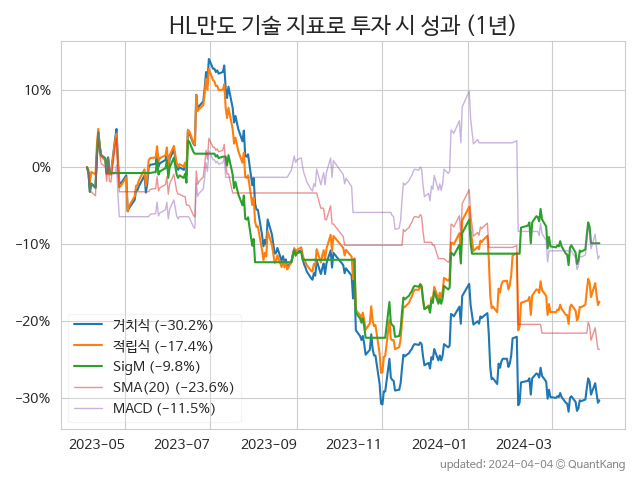 HL만도 기술 지표로 투자 시 성과 (1년)
10%
0%
−10%
−20%
−30%
거치식 (−30.2%)
적립식 (−17.4%)
SigM (−9.8%)
SMA(20) (−23.6%)
MACD (−11.5%)
2023-05
2023-07
2023-09
2023-11
2024-01
2024-03
updated: 2024-04-04 © QuantKang